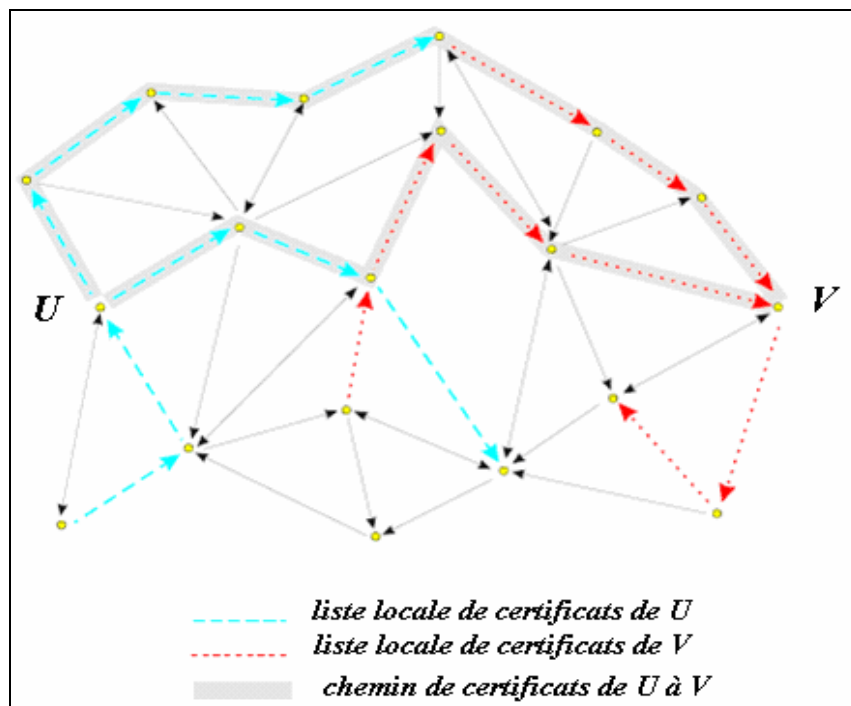 U
V
liste locale de certificats de U
liste locale de certificats de V
chemin de certificats de U à V